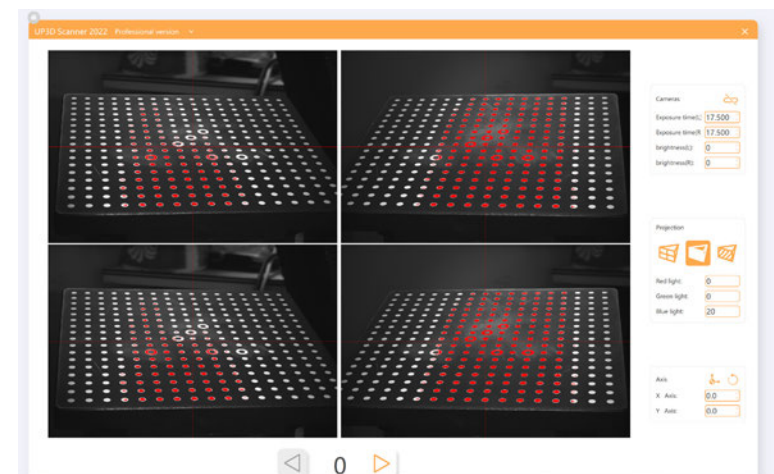 UP3D Scanner 2022 Professional version
Cameras
Exposure time(L) 17.500
Exposure time(R 17.500
brightness(L): 0
brightness(R): 0
Projection
Red light: 0
Green light: 0
Blue light: 20
Axis
X Axis 0.0
Y Axis 0.0
0